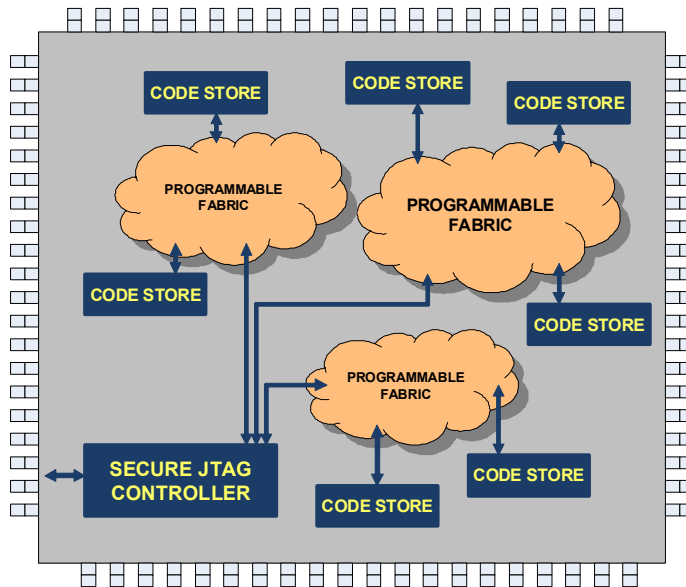 CODE STORE
CODE STORE
CODE STORE
PROGRAMMABLE
FABRIC
PROGRAMMABLE
FABRIC
CODE STORE
CODE STORE
PROGRAMMABLE
FABRIC
SECURE JTAG
CONTROLLER
CODE STORE
CODE STORE